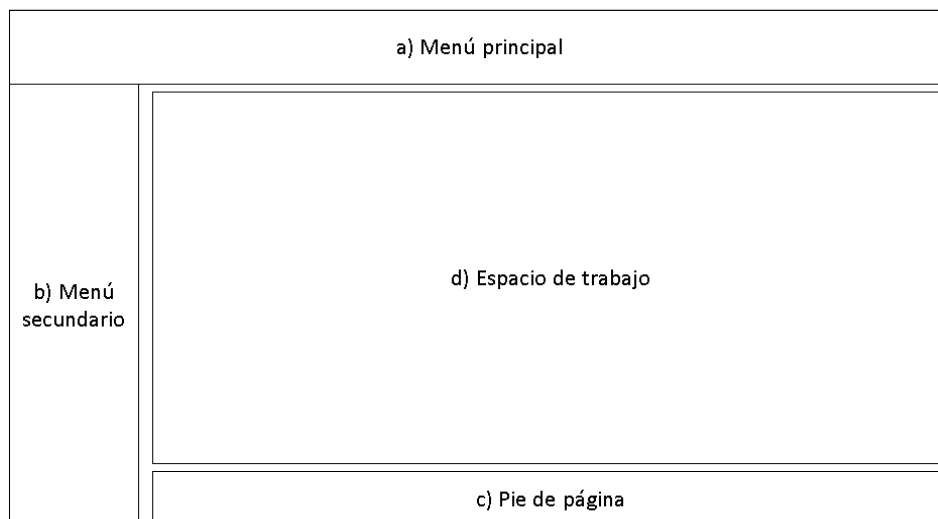 a) Menú principal
b) Menú
secundario
d) Espacio de trabajo
c) Pie de página